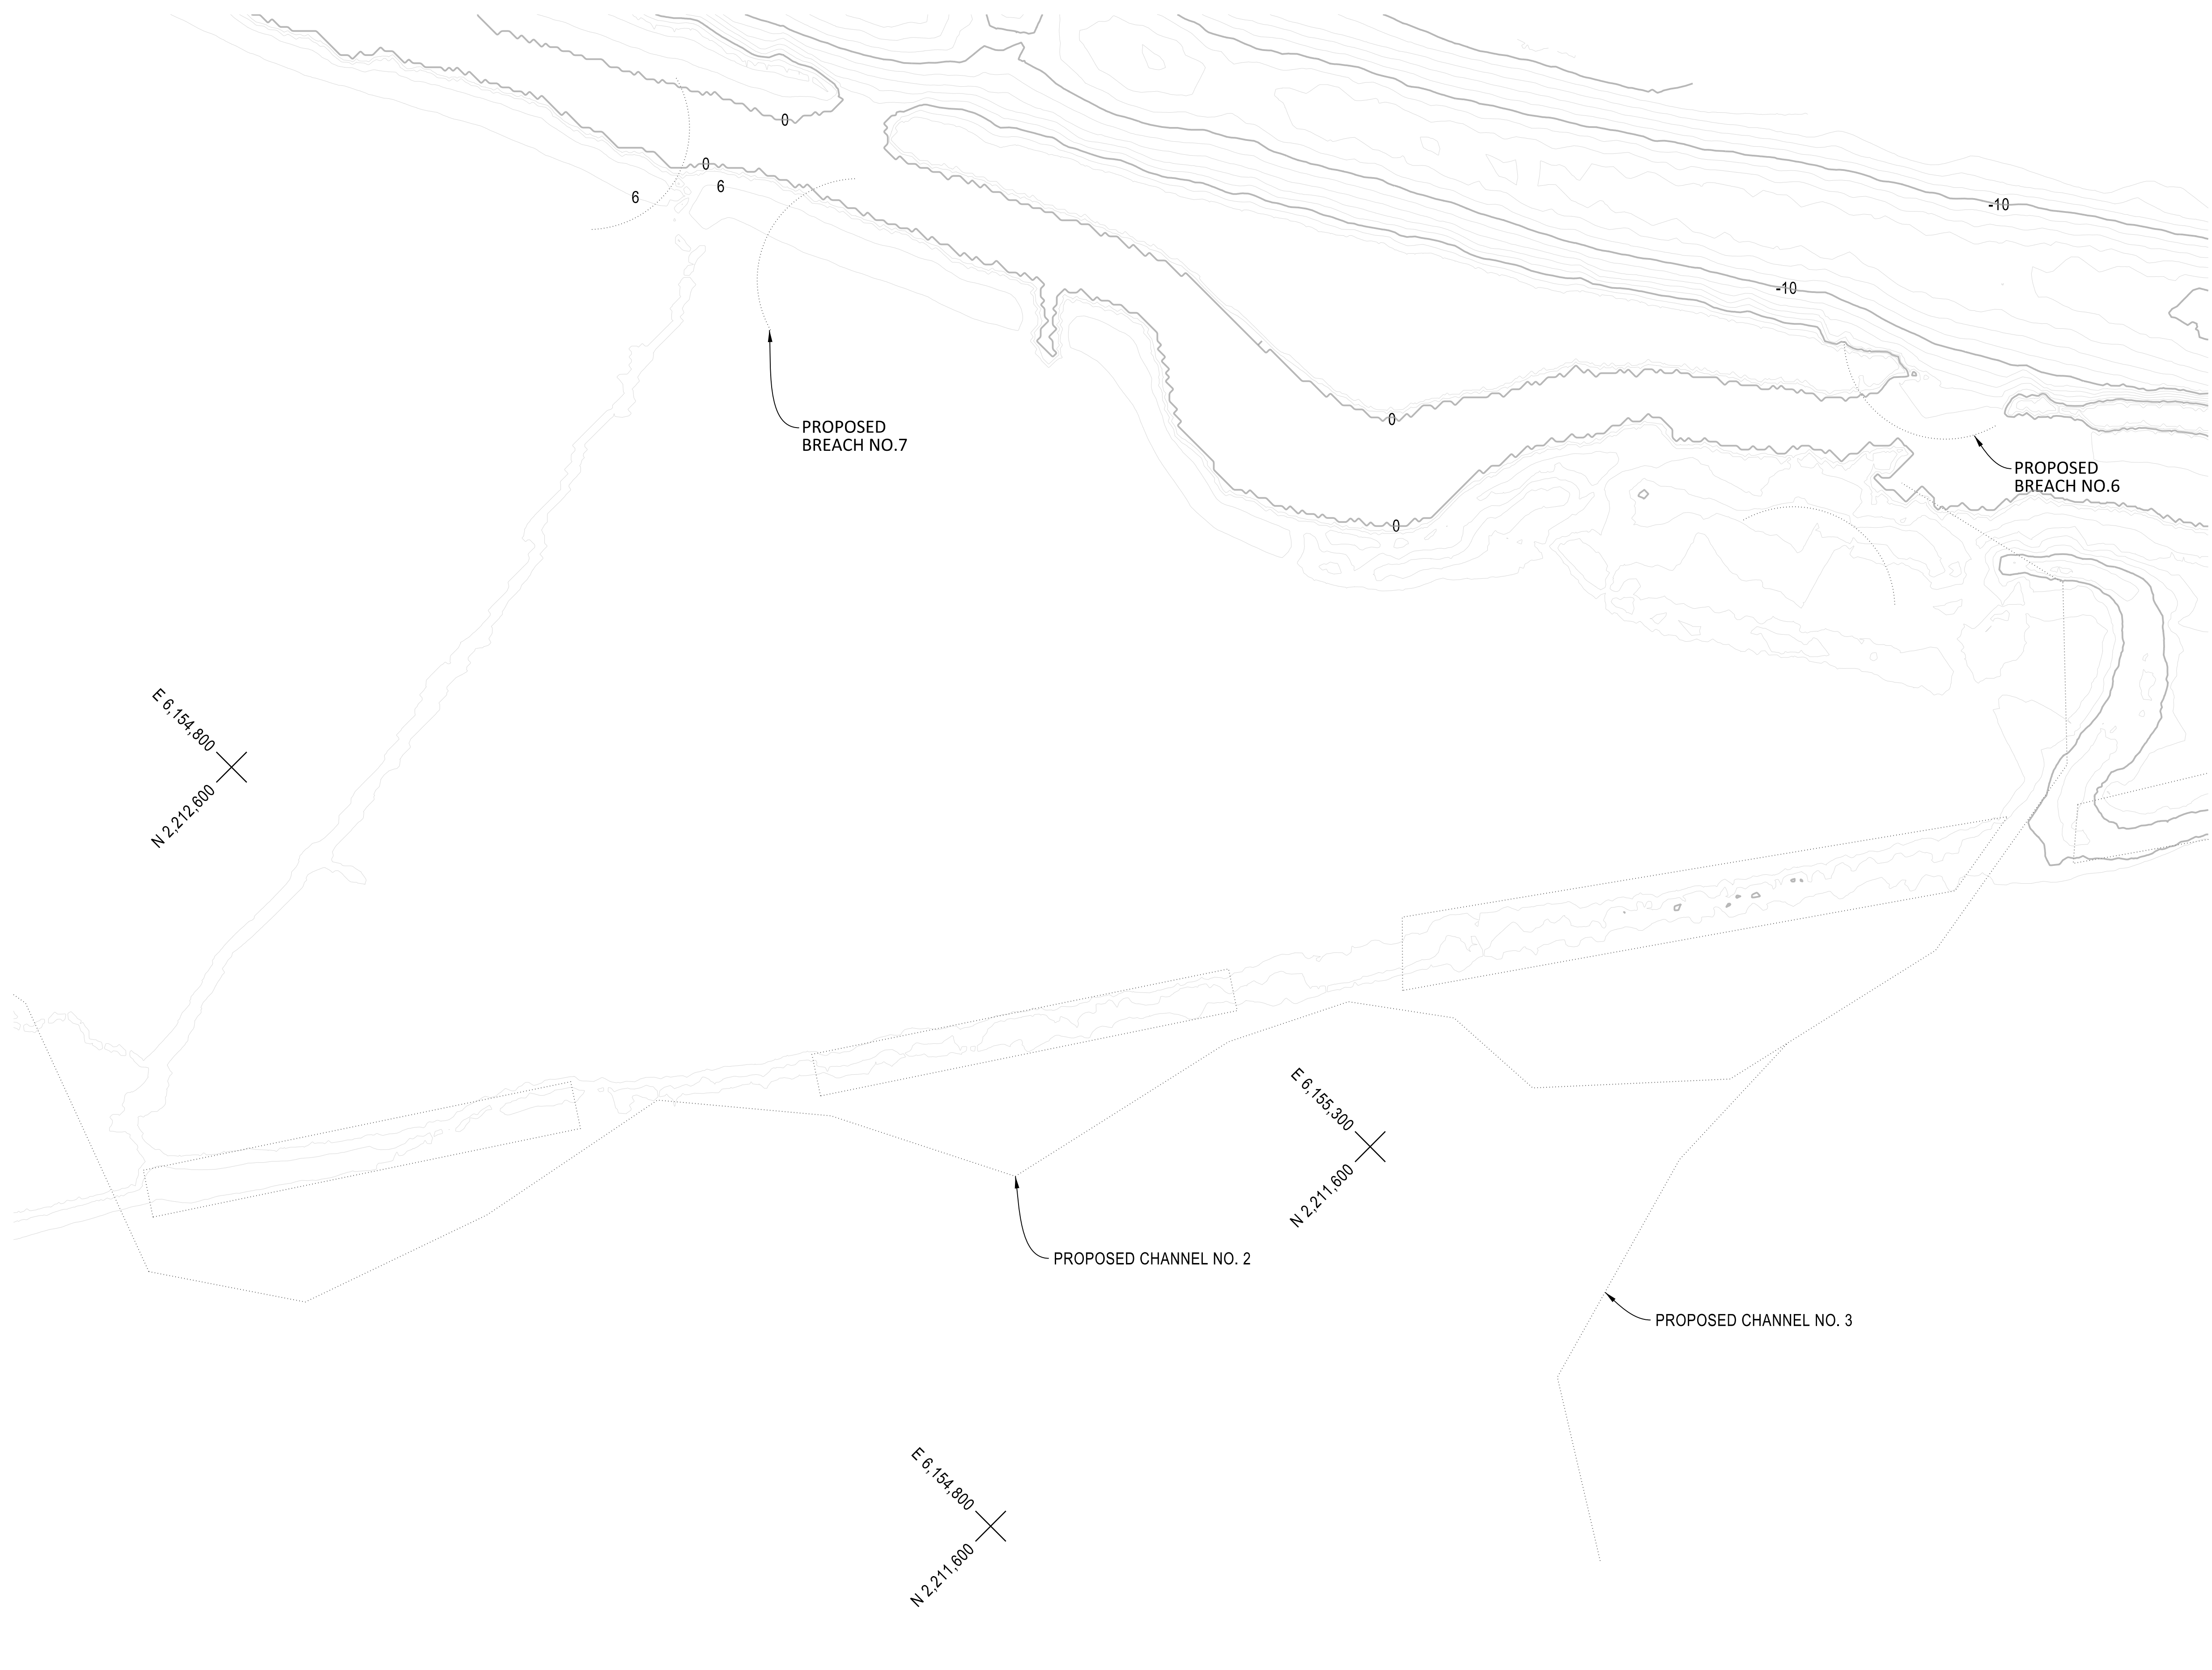 0
0
6
6
-10
-10
0
PROPOSED
BREACH NO.7
PROPOSED
BREACH NO.6
0
E 6,154,800
N 2,212,600
E 6,155,300
N 2,211,600
PROPOSED CHANNEL NO. 2
PROPOSED CHANNEL NO. 3
E 6,154,800
N 2,211,600